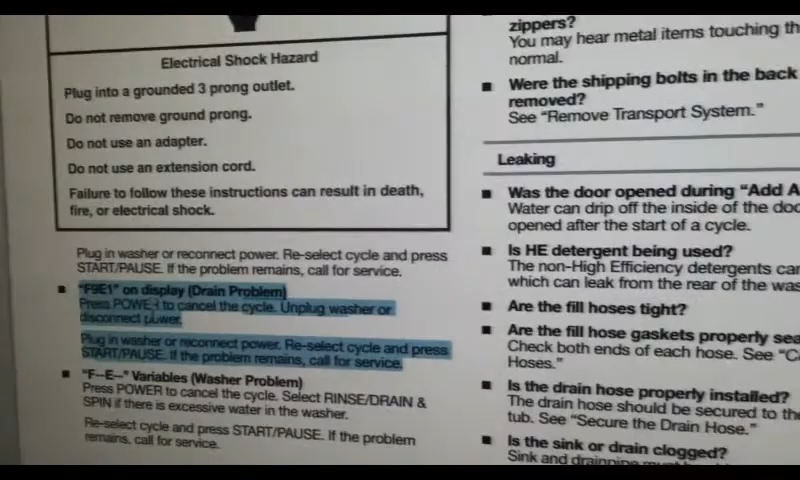 Electrical Shock Hazard
Plug into a grounded 3 prong outlet.
Do not remove ground prong.
Do not use an adapter.
Do not use an extension cord.
Failure to follow these instructions can result in death,
fire, or electrical shock.
Plug in washer or reconnect power. Re-select cycle and press
START/PAUSE. If the problem remains, call for service.
■ "F9E1" on display (Drain Problem)
Press POWER to cancel the cycle. Unplug washer or
disconnect power.
Plug in washer or reconnect power. Re-select cycle and press
START/PAUSE. If the problem remains, call for service.
■ "F--E--" Variables (Washer Problem)
Press POWER to cancel the cycle. Select RINSE/DRAIN &
SPIN if there is excessive water in the washer.
Re-select cycle and press START/PAUSE. If the problem
remains, call for service.
zippers?
You may hear metal items touching
normal.
■ Were the shipping bolts in the back
removed?
See "Remove Transport System."
Leaking
■ Was the door opened during "Add
Water can drip off the inside of the
opened after the start of a cycle.
■ Is HE detergent being used?
The non-High Efficiency detergents
which can leak from the rear of the
■ Are the fill hoses tight?
■ Are the fill hose gaskets properly
Check both ends of each hose. See
Hoses."
■ Is the drain hose properly installed?
The drain hose should be secured to
tub. See "Secure the Drain Hose."
■ Is the sink or drain clogged?
Sink and drainpipe must